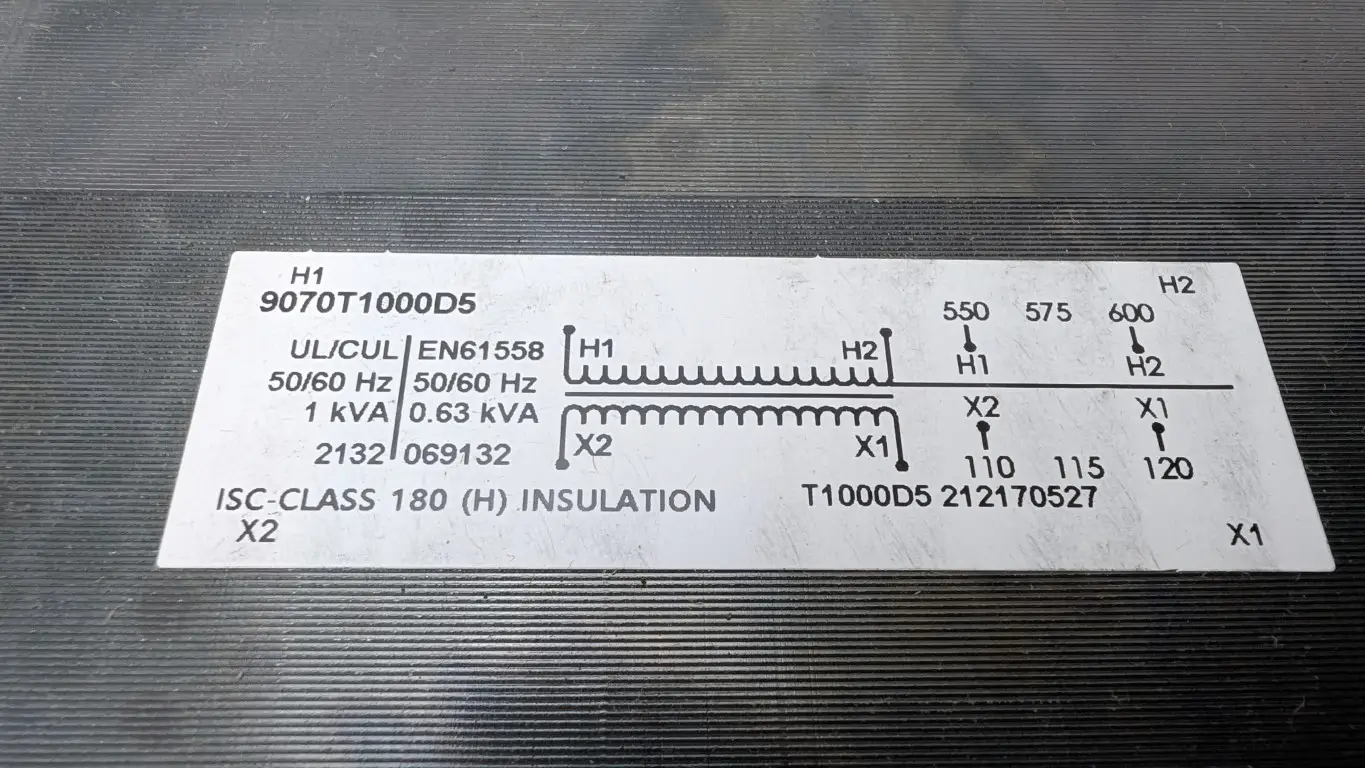 H1
H2
9070T1000D5
550 575 600
UL/CUL EN61558
H1 H2
H1 H2
50/60 Hz 50/60 Hz
1 kVA 0.63 kVA
X2 X1
X2 X1
2132 069132
110 115 120
ISC-CLASS 180 (H) INSULATION
T1000D5 212170527
X2
X1